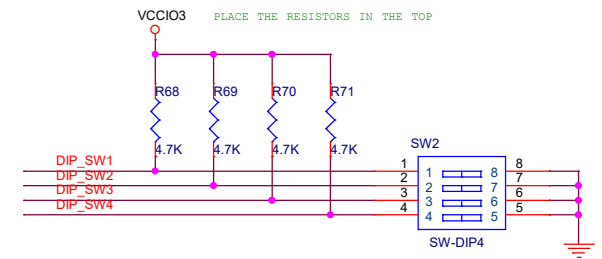 VCCIO3 PLACE THE RESISTORS IN THE TOP
R68 R69 R70 R71
4.7K 4.7K 4.7K 4.7K
SW2
DIP_SW1 1 1 8 8
DIP_SW2 2 2 7 7
DIP_SW3 3 3 6 6
DIP_SW4 4 4 5 5
SW-DIP4